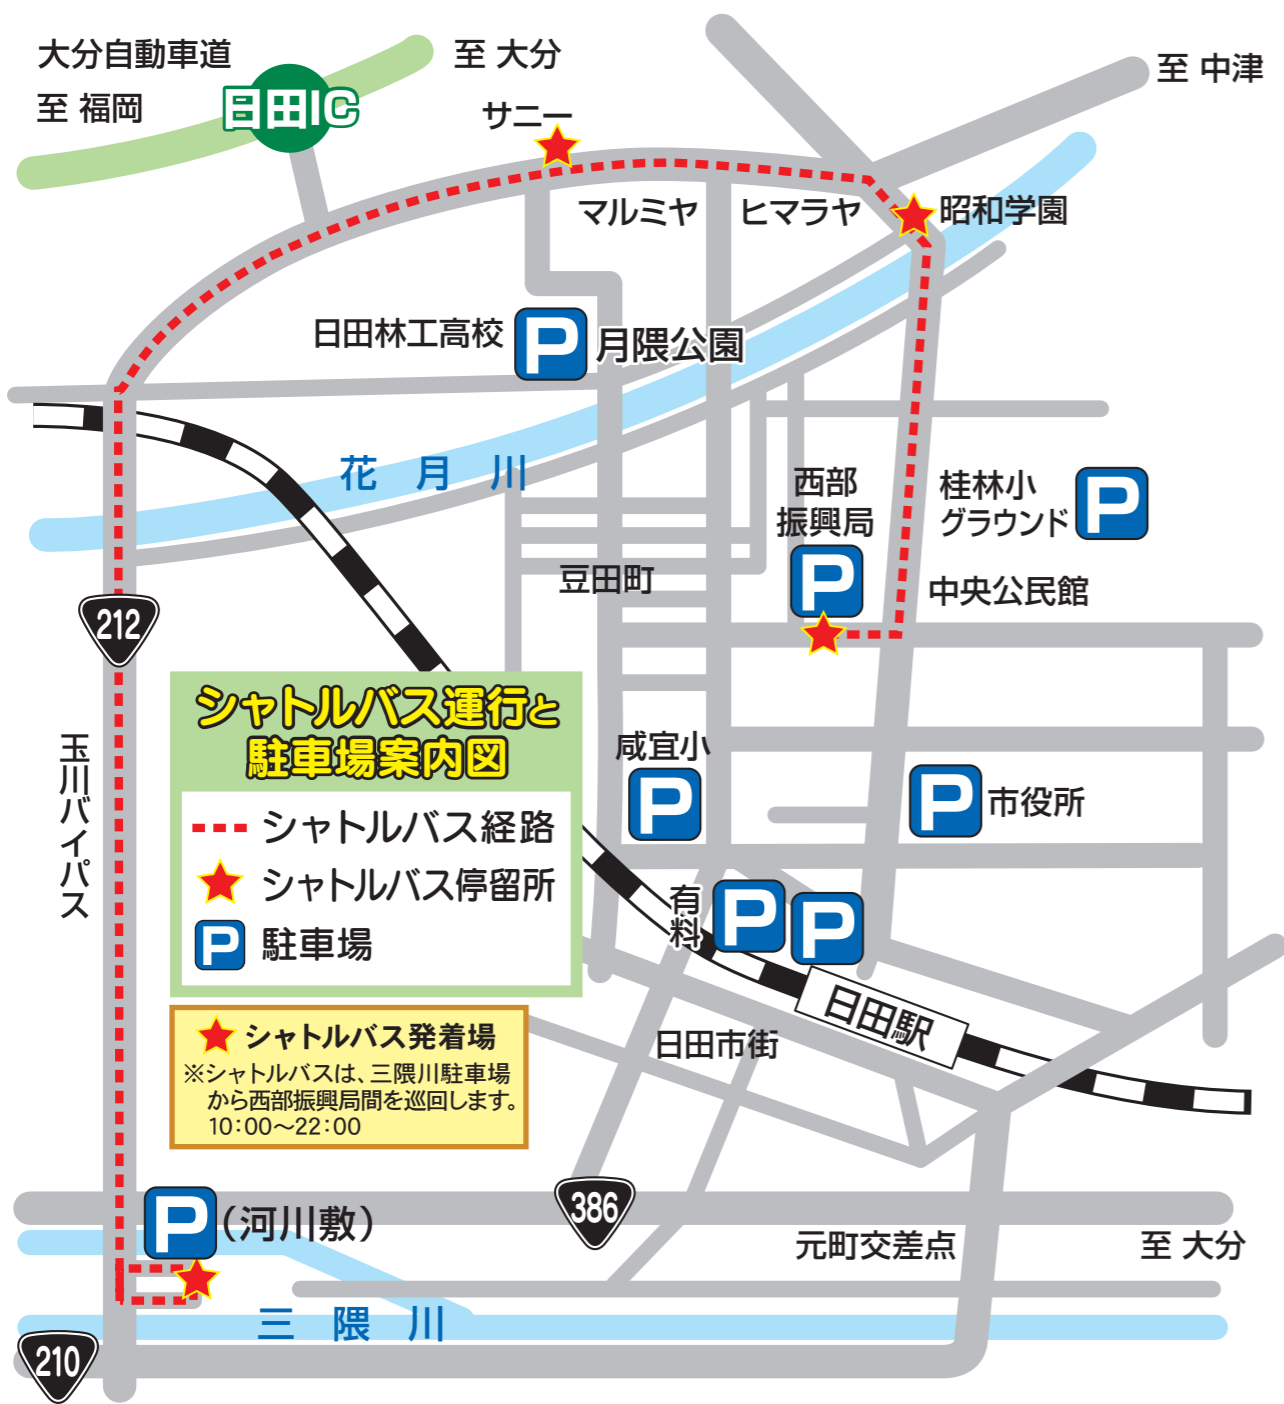 大分自動車道
至 大分
至 福岡
日田IC
サニー
至 中津
マルミヤ
ヒマラヤ
昭和学園
日田林工高校
P
月隈公園
花月川
西部
振興局
P
桂林小
グラウンド
P
豆田町
中央公民館
212
シャトルバス運行と
駐車場案内図
シャトルバス経路
シャトルバス停留所
P 駐車場
玉川バイパス
咸宜小
P
P
市役所
有料
P
P
日田駅
日田市街
シャトルバス発着場
※シャトルバスは、三隈川駐車場
から西部振興局間を巡回します。
10:00～22:00
P
(河川敷)
386
元町交差点
至 大分
三隈川
210